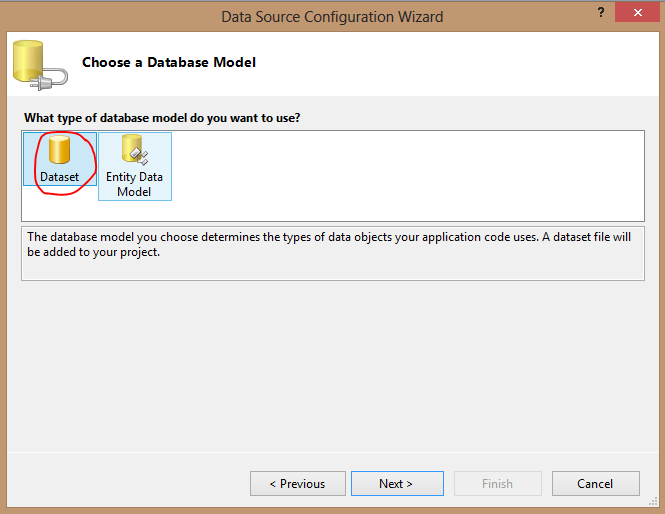 Data Source Configuration Wizard
?
Choose a Database Model
What type of database model do you want to use?
Dataset
Entity Data
Model
The database model you choose determines the types of data objects your application code uses. A dataset file will
be added to your project.
< Previous
Next >
Finish
Cancel